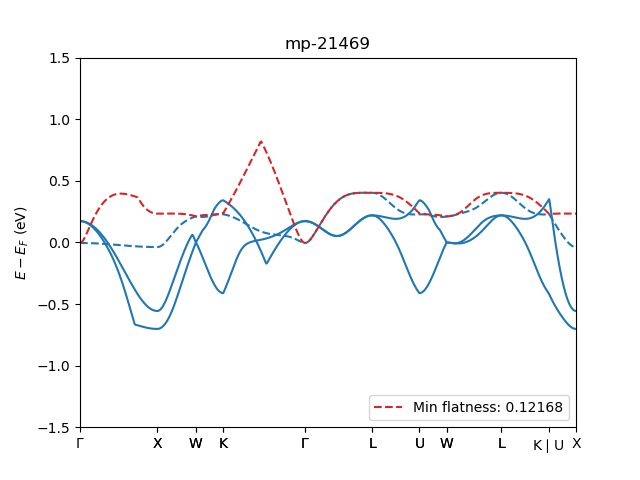 mp-21469
E − E_F (eV)
1.5
1.0
0.5
0.0
−0.5
−1.0
−1.5
Min flatness: 0.12168
Γ X W K Γ L U W L K | U X